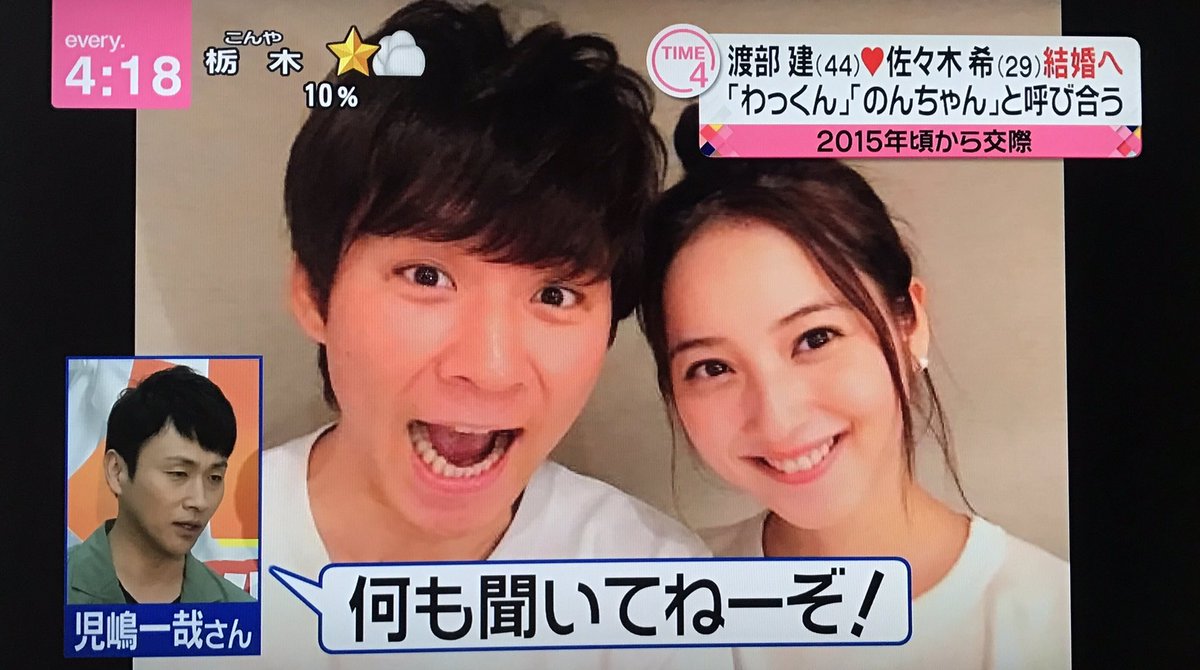 every.
4:18
こんや
栃木
10%
TIME
4
渡部 建(44)♥佐々木 希(29)結婚へ
「わっくん」「のんちゃん」と呼び合う
2015年頃から交際
何も聞いてねーぞ!
児嶋一哉さん